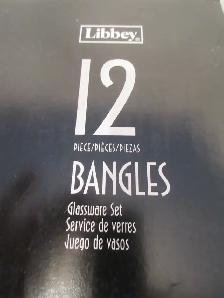 Libbey®
12
PIECE/PIÈCES/PIEZAS
BANGLES
Glassware Set
Service de verres
Juego de vasos